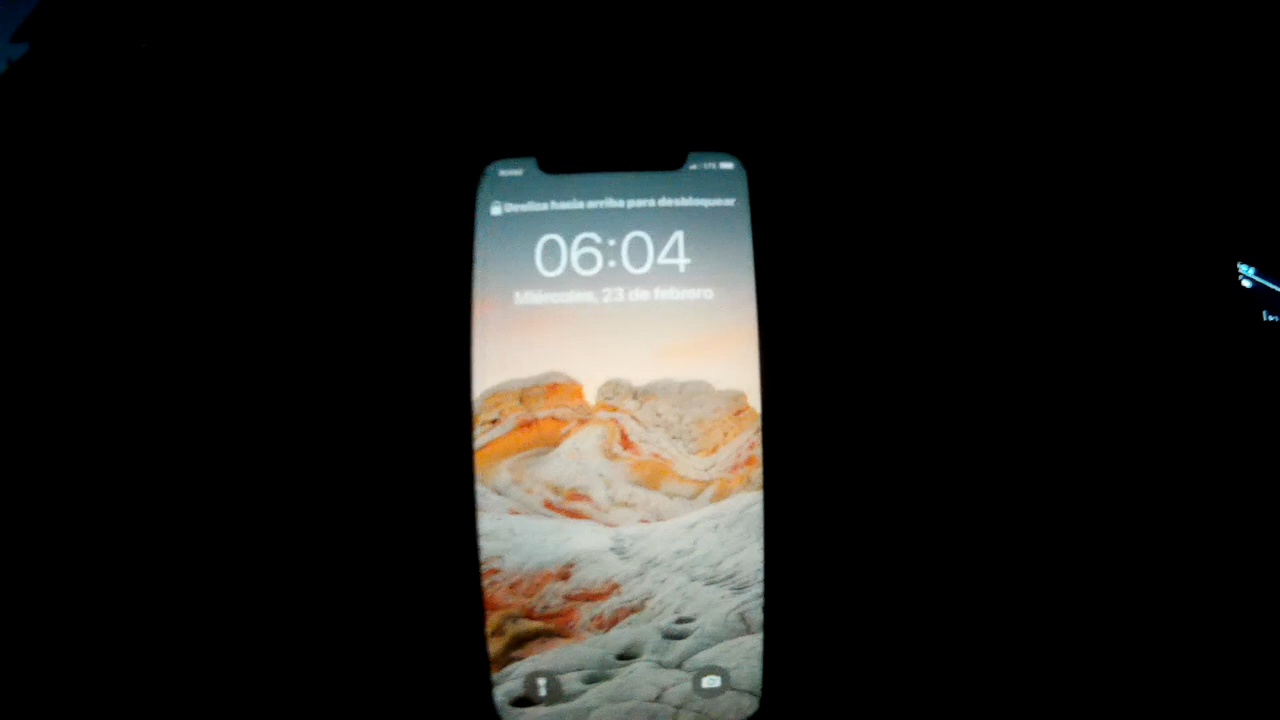 Desliza hacia arriba para desbloquear
06:04
Miércoles, 23 de febrero